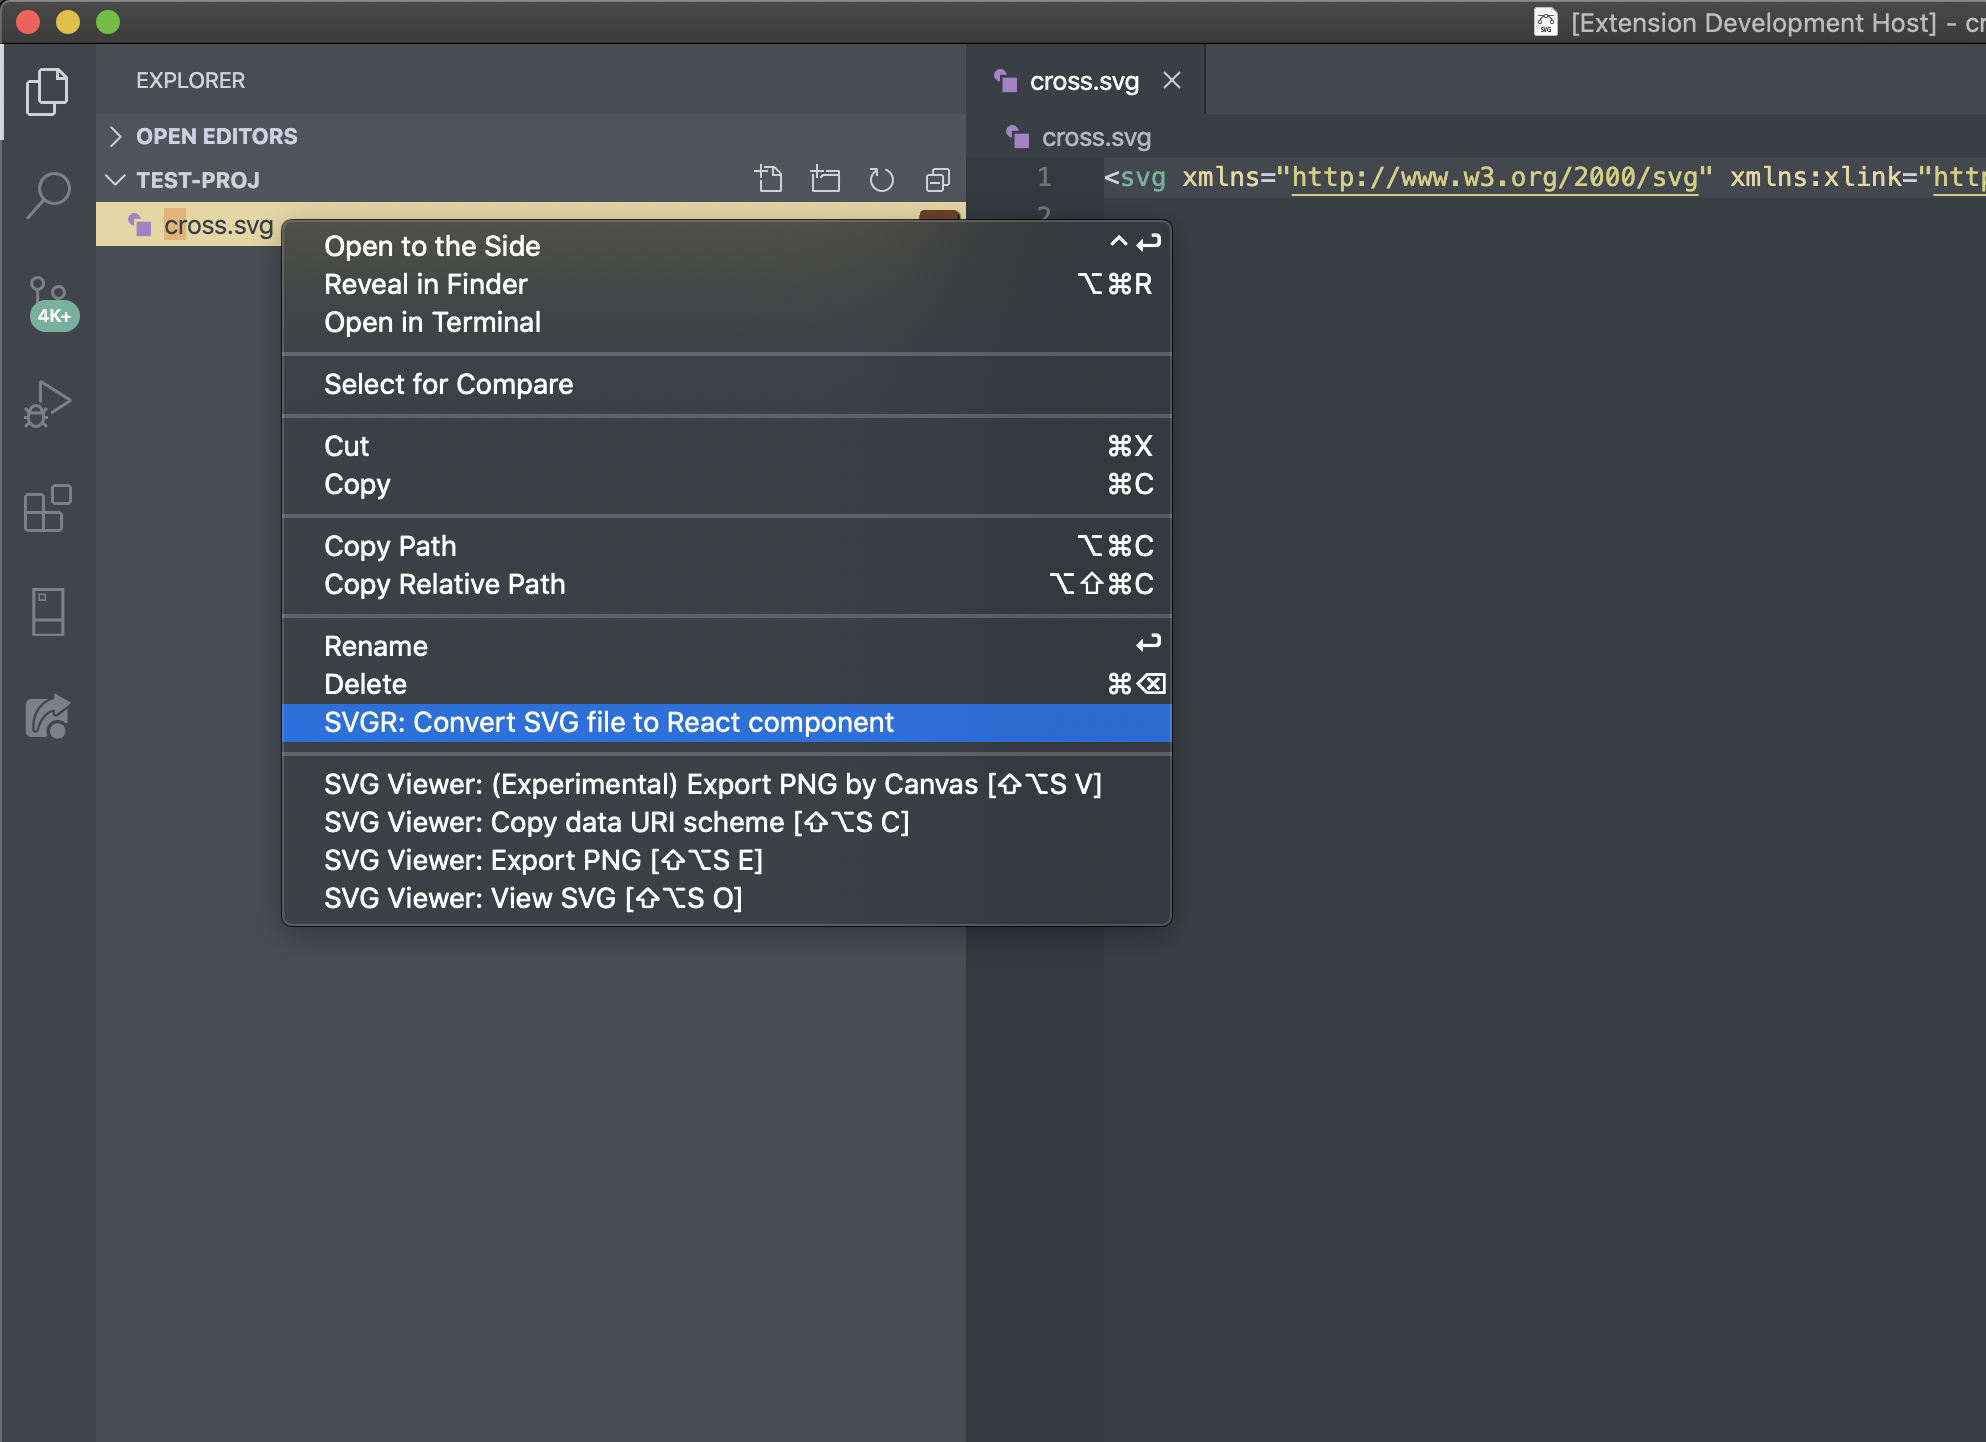 [Extension Development Host] - cr
EXPLORER
OPEN EDITORS
TEST-PROJ
cross.svg
4K+
cross.svg
cross.svg
1 <svg xmlns="http://www.w3.org/2000/svg" xmlns:xlink="http
2
Open to the Side ⌃↩
Reveal in Finder ⌥⌘R
Open in Terminal
Select for Compare
Cut ⌘X
Copy ⌘C
Copy Path ⌥⌘C
Copy Relative Path ⌥⇧⌘C
Rename ↩
Delete ⌘⌫
SVGR: Convert SVG file to React component
SVG Viewer: (Experimental) Export PNG by Canvas [⇧⌥S V]
SVG Viewer: Copy data URI scheme [⇧⌥S C]
SVG Viewer: Export PNG [⇧⌥S E]
SVG Viewer: View SVG [⇧⌥S O]